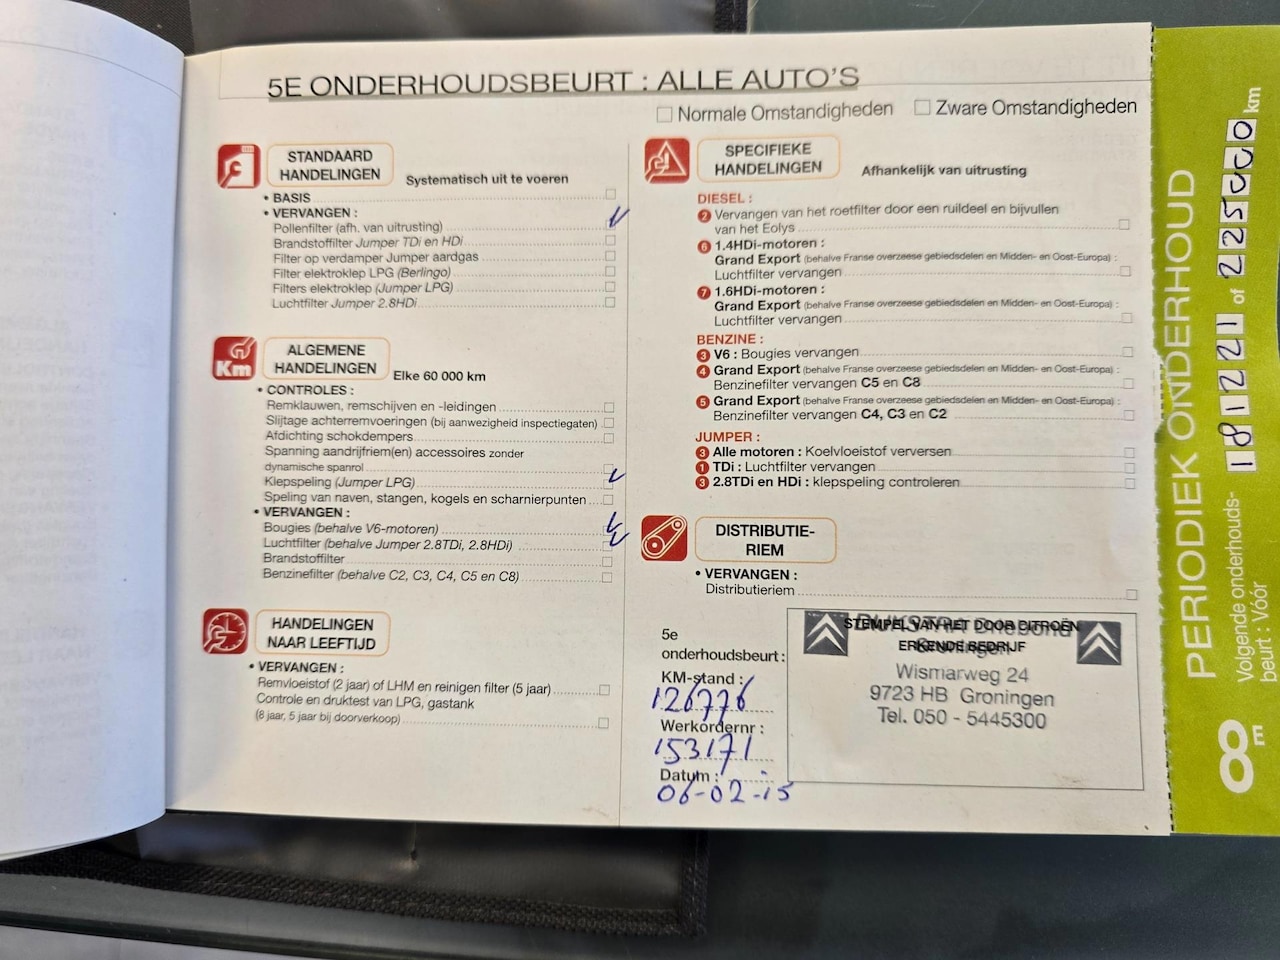 5E ONDERHOUDSBEURT : ALLE AUTO'S
Normale Omstandigheden
Zware Omstandigheden
STANDAARD
HANDELINGEN
Systematisch uit te voeren
• BASIS
• VERVANGEN :
Pollenfilter (afh. van uitrusting)
Brandstoffilter Jumper TDi en HDi
Filter op verdamper Jumper aardgas
Filter elektroklep LPG (Berlingo)
Filters elektroklep (Jumper LPG)
Luchtfilter Jumper 2.8HDi
Km
ALGEMENE
HANDELINGEN
Elke 60 000 km
• CONTROLES :
Remklauwen, remschijven en -leidingen
Slijtage achterremvoeringen (bij aanwezigheid inspectiegaten)
Afdichting schokdempers
Spanning aandrijfriem(en) accessoires zonder
dynamische spanrol
Klepspeling (Jumper LPG)
Speling van naven, stangen, kogels en scharnierpunten
• VERVANGEN :
Bougies (behalve V6-motoren)
Luchtfilter (behalve Jumper 2.8TDi, 2.8HDi)
Brandstoffilter
Benzinefilter (behalve C2, C3, C4, C5 en C8)
HANDELINGEN
NAAR LEEFTIJD
• VERVANGEN :
Remvloeistof (2 jaar) of LHM en reinigen filter (5 jaar)
Controle en druktest van LPG, gastank
(8 jaar, 5 jaar bij doorverkoop)
SPECIFIEKE
HANDELINGEN
Afhankelijk van uitrusting
DIESEL :
2 Vervangen van het roetfilter door een ruildeel en bijvullen
van het Eolys
6 1.4HDi-motoren :
Grand Export (behalve Franse overzeese gebiedsdelen en Midden- en Oost-Europa) :
Luchtfilter vervangen
7 1.6HDi-motoren :
Grand Export (behalve Franse overzeese gebiedsdelen en Midden- en Oost-Europa) :
Luchtfilter vervangen
BENZINE :
3 V6 : Bougies vervangen
4 Grand Export (behalve Franse overzeese gebiedsdelen en Midden- en Oost-Europa) :
Benzinefilter vervangen C5 en C8
5 Grand Export (behalve Franse overzeese gebiedsdelen en Midden- en Oost-Europa) :
Benzinefilter vervangen C4, C3 en C2
JUMPER :
3 Alle motoren : Koelvloeistof verversen
1 TDi : Luchtfilter vervangen
3 2.8TDi en HDi : klepspeling controleren
DISTRIBUTIE-
RIEM
• VERVANGEN :
Distributieriem
5e
onderhoudsbeurt :
KM-stand :
126776
Werkordernr :
153171
Datum :
06-02-15
STEMPEL VAN HET DOOR CITROËN
ERKENDE BEDRIJF
Groningen
Wismarweg 24
9723 HB Groningen
Tel. 050 - 5445300
8E
PERIODIEK ONDERHOUD
Volgende onderhouds-
beurt : Vóór
181221 of 225000 km